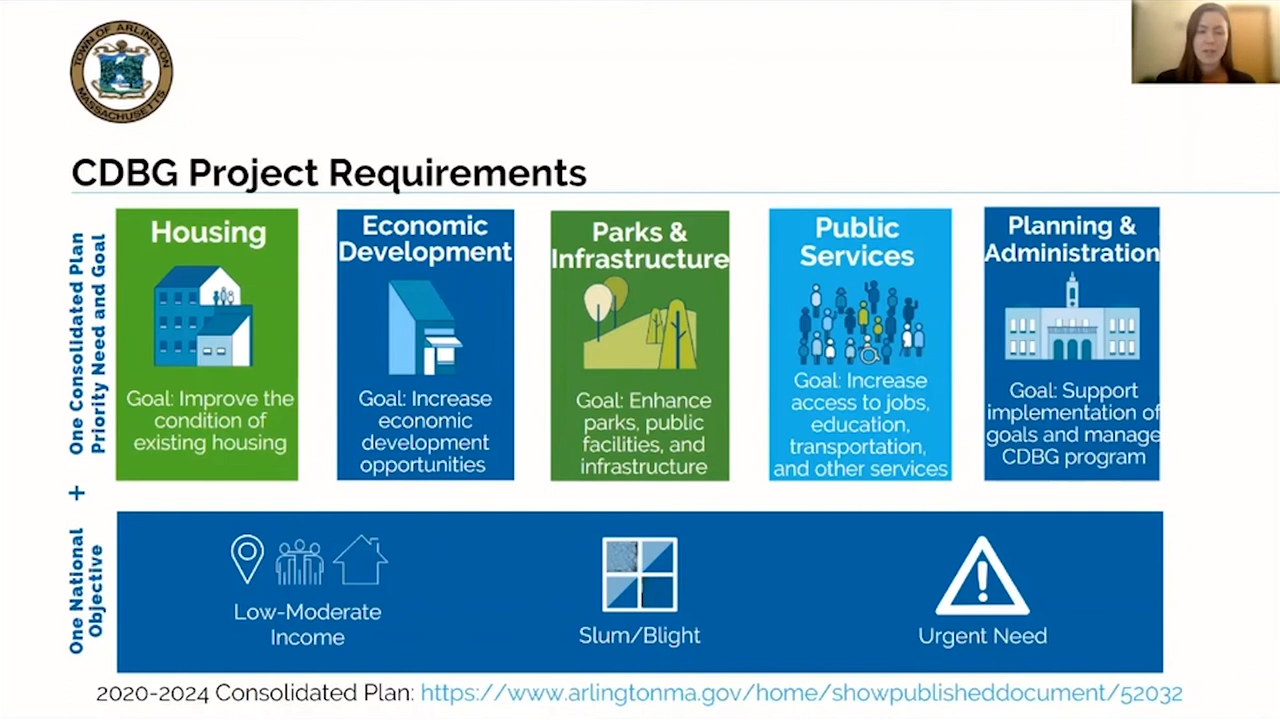 TOWN OF ARLINGTON
MASSACHUSETTS
CDBG Project Requirements
One Consolidated Plan
Priority Need and Goal
Housing
Goal: Improve the
condition of
existing housing
Economic
Development
Goal: Increase
economic
development
opportunities
Parks &
Infrastructure
Goal: Enhance
parks, public
facilities, and
infrastructure
Public
Services
Goal: Increase
access to jobs,
education,
transportation,
and other services
Planning &
Administration
Goal: Support
implementation of
goals and manage
CDBG program
+
One National
Objective
Low-Moderate
Income
Slum/Blight
Urgent Need
2020-2024 Consolidated Plan: https://www.arlingtonma.gov/home/showpublisheddocument/52032